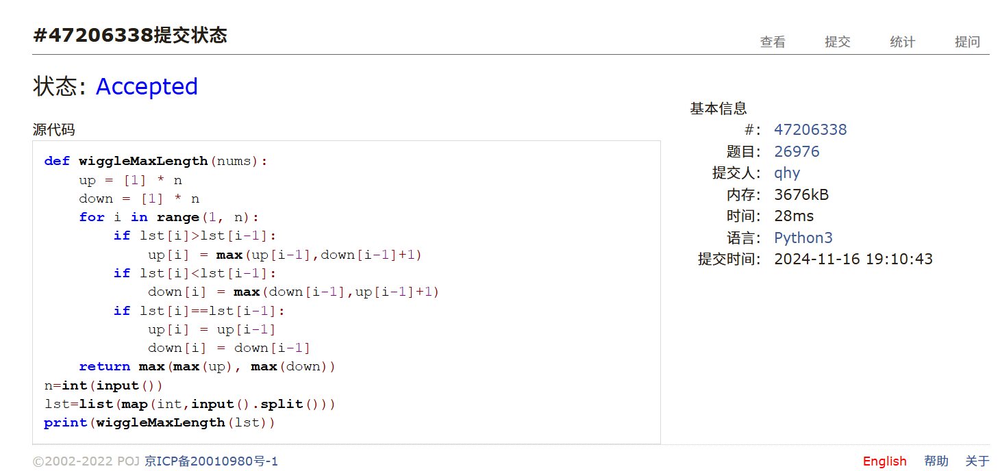 #47206338提交状态
查看 提交 统计 提问
状态: Accepted
源代码
def wiggleMaxLength(nums):
    up = [1] * n
    down = [1] * n
    for i in range(1, n):
        if lst[i]>lst[i-1]:
            up[i] = max(up[i-1],down[i-1]+1)
        if lst[i]<lst[i-1]:
            down[i] = max(down[i-1],up[i-1]+1)
        if lst[i]==lst[i-1]:
            up[i] = up[i-1]
            down[i] = down[i-1]
    return max(max(up), max(down))
n=int(input())
lst=list(map(int,input().split()))
print(wiggleMaxLength(lst))
基本信息
#: 47206338
题目: 26976
提交人: qhy
内存: 3676kB
时间: 28ms
语言: Python3
提交时间: 2024-11-16 19:10:43
©2002-2022 POJ 京ICP备20010980号-1
English 帮助 关于